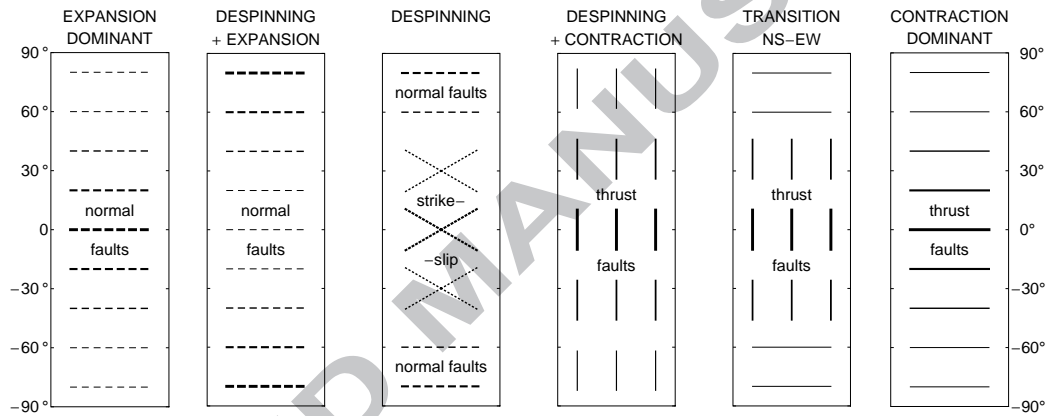 EXPANSION
DOMINANT
DESPINNING
+ EXPANSION
DESPINNING
DESPINNING
+ CONTRACTION
TRANSITION
NS−EW
CONTRACTION
DOMINANT
90°
60°
30°
0
−30°
−60°
−90°
normal
faults
normal
faults
normal faults
strike−
−slip
normal faults
thrust
faults
thrust
faults
thrust
faults
90°
60°
30°
0°
−30°
−60°
−90°
D MANUS